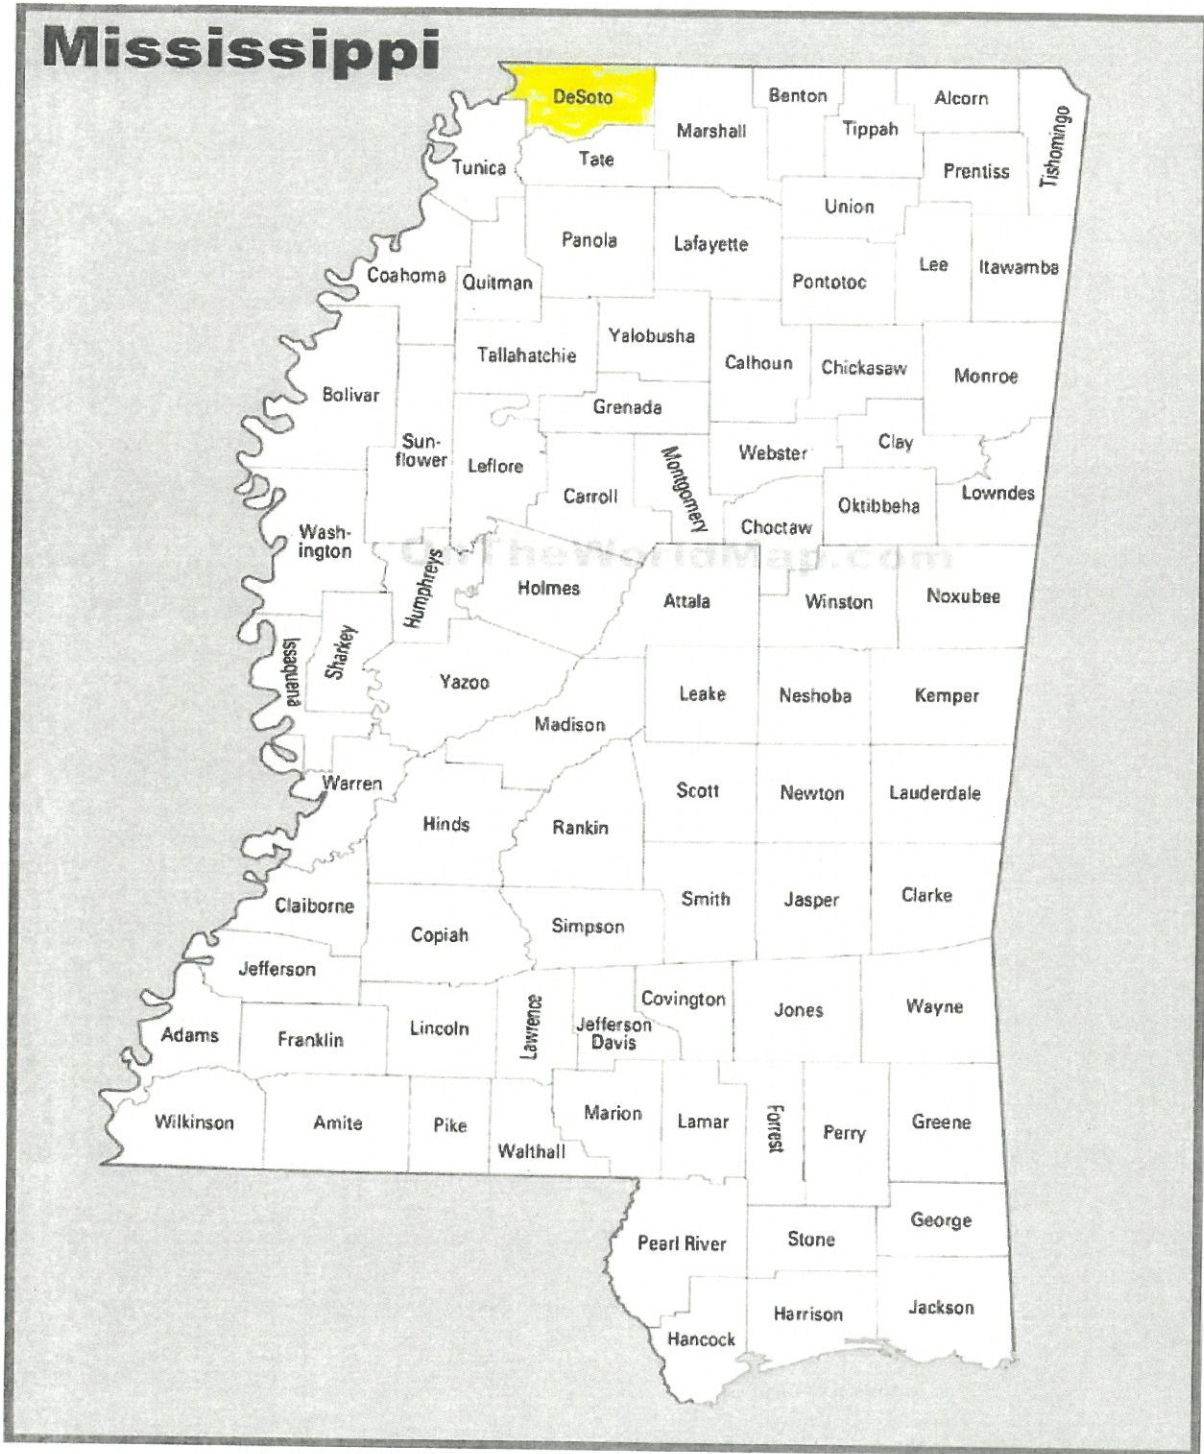 Mississippi
DeSoto
Benton
Alcorn
Marshall
Tippah
Tishomingo
Tunica
Tate
Prentiss
Union
Panola
Lafayette
Coahoma
Quitman
Pontotoc
Lee
Itawamba
Tallahatchie
Yalobusha
Calhoun
Chickasaw
Monroe
Bolivar
Grenada
Sun-
flower
Leflore
Carroll
Montgomery
Webster
Clay
Choctaw
Oktibbeha
Lowndes
Wash-
ington
OnTheWorldMap.com
Humphreys
Holmes
Attala
Winston
Noxubee
Issaquena
Sharkey
Yazoo
Madison
Leake
Neshoba
Kemper
Warren
Hinds
Rankin
Scott
Newton
Lauderdale
Claiborne
Copiah
Simpson
Smith
Jasper
Clarke
Jefferson
Adams
Franklin
Lincoln
Lawrence
Jefferson
Davis
Covington
Jones
Wayne
Wilkinson
Amite
Pike
Walthall
Marion
Lamar
Forrest
Perry
Greene
Pearl River
Stone
George
Hancock
Harrison
Jackson